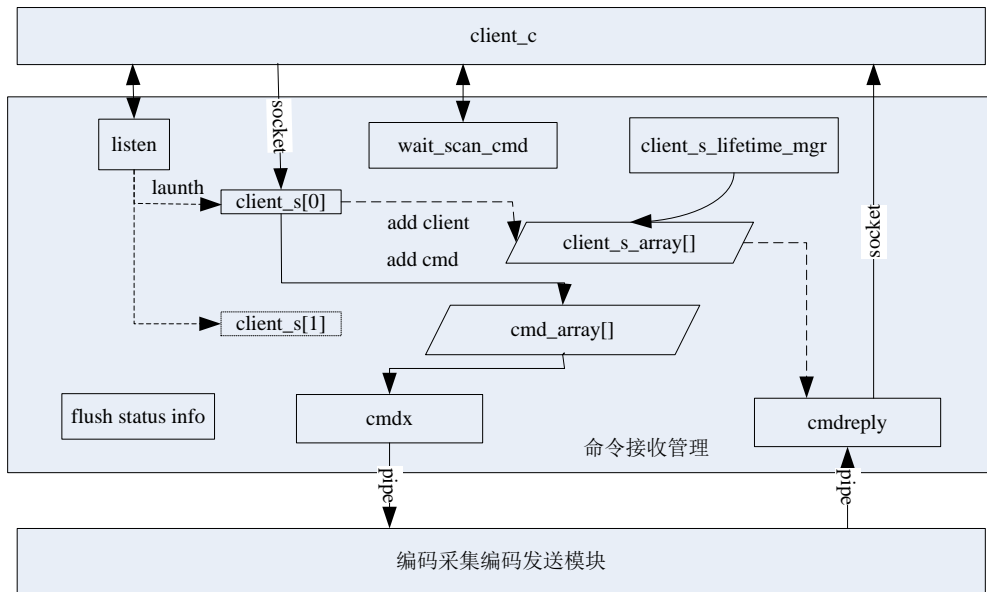 client_c
socket
listen
wait_scan_cmd
client_s_lifetime_mgr
launth
client_s[0]
add client
client_s_array[]
socket
add cmd
client_s[1]
cmd_array[]
flush status info
cmdx
cmdreply
命令接收管理
pipe
pipe
编码采集编码发送模块